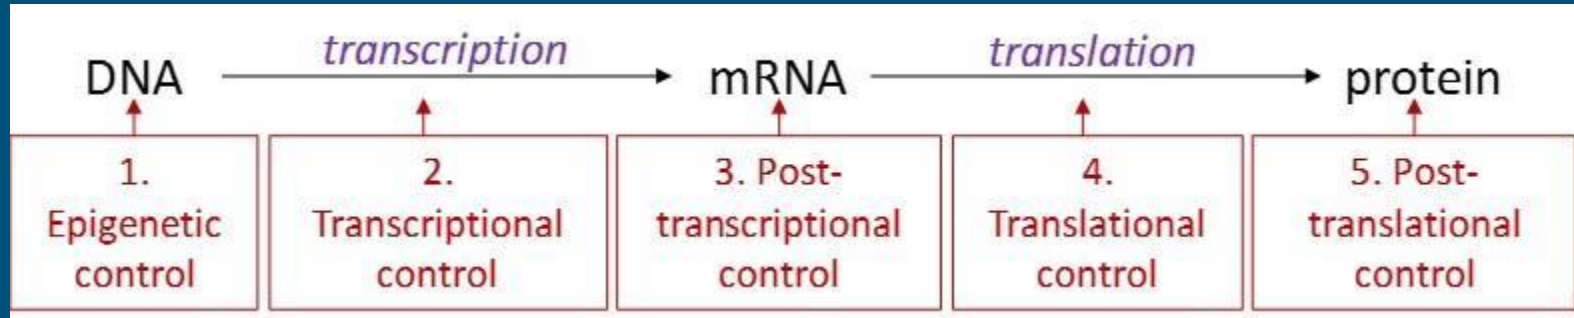 transcription
translation
DNA
mRNA
protein
1.
Epigenetic
control
2.
Transcriptional
control
3. Post-
transcriptional
control
4.
Translational
control
5. Post-
translational
control